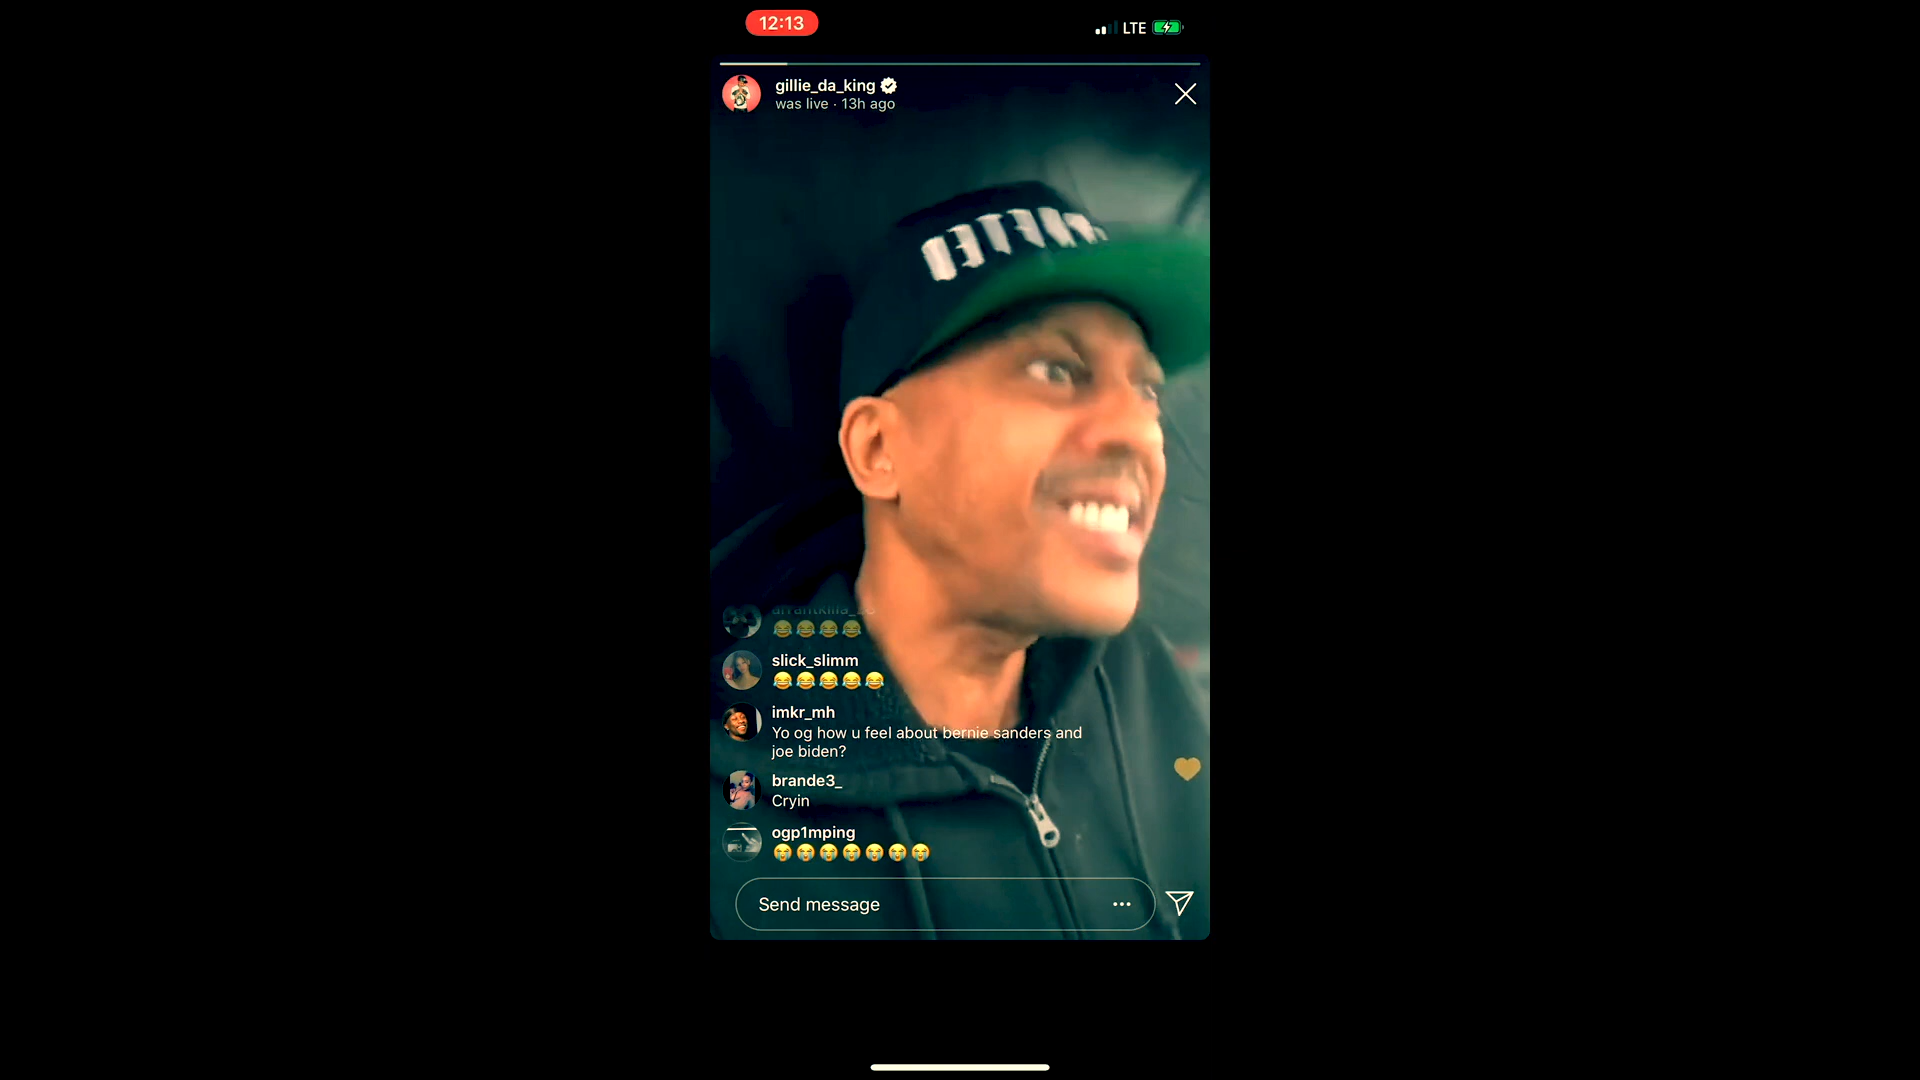 12:13
LTE
gillie_da_king
was live · 13h ago
slick_slimm
😂😂😂😂😂
imkr_mh
Yo og how u feel about bernie sanders and
joe biden?
brande3_
Cryin
ogp1mping
😭😭😭😭😭😭😭
Send message